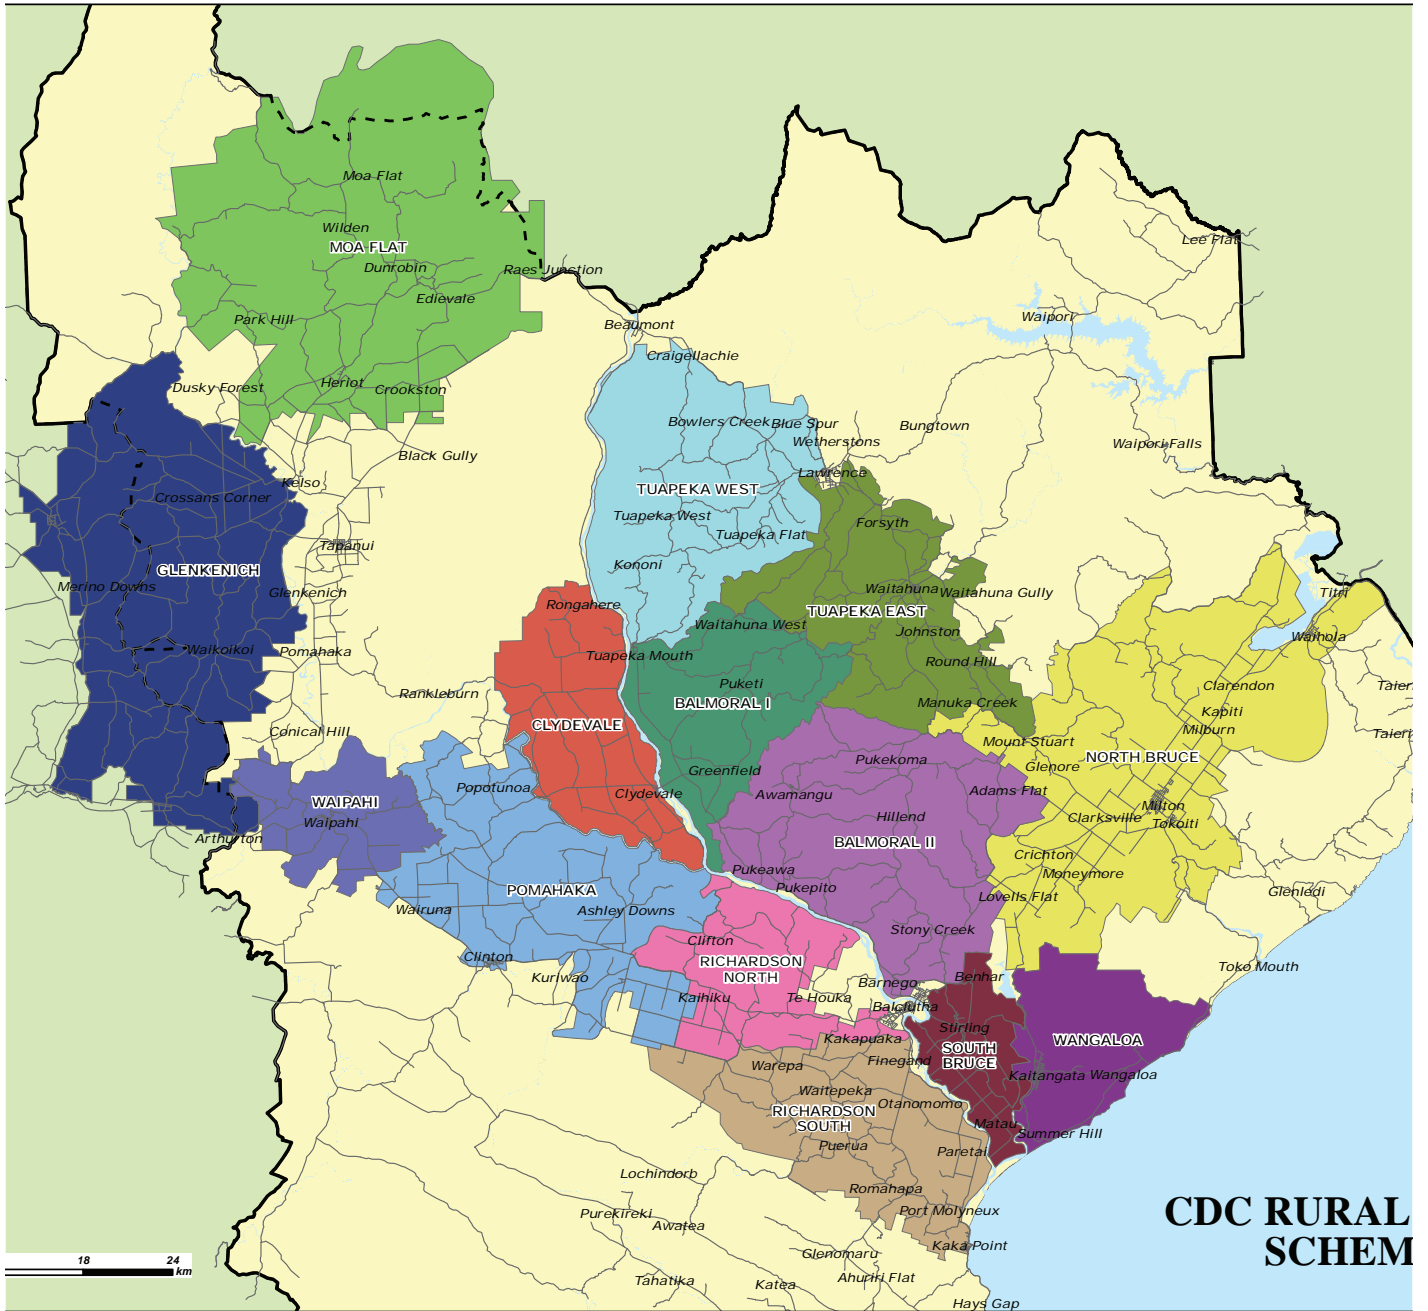 Moa Flat
Wilden
MOA FLAT
Lee Flat
Dunrobin
Raes Junction
Edievale
Park Hill
Waipori
Beaumont
Craigellachie
Dusky Forest
Heriot
Crookston
Bowlers Creek
Blue Spur
Bungtown
Wetherstons
Waipori Falls
Black Gully
Lawrence
Kelso
TUAPEKA WEST
Crossans Corner
Tuapeka West
Forsyth
Tuapeka Flat
Tapanui
Kononi
GLENKENICH
Merino Downs
Glenkenich
Waitahuna
Waitahuna Gully
Titri
Rongahere
TUAPEKA EAST
Waitahuna West
Johnston
Waihola
Waikoikoi
Pomahaka
Tuapeka Mouth
Round Hill
Puketi
Clarendon
Taieri
Rankleburn
BALMORAL I
Manuka Creek
Kapiti
Conical Hill
CLYDEVALE
Milburn
Taieri
Mount Stuart
NORTH BRUCE
Pukekoma
Glenore
Greenfield
Popotunoa
Clydevale
Awamangu
Adams Flat
WAIPAHI
Milton
Waipahi
Hillend
Clarksville
Tokoiti
Arthurton
BALMORAL II
Crichton
Pukeawa
Moneymore
POMAHAKA
Pukepito
Glenledi
Lovells Flat
Wairuna
Ashley Downs
Stony Creek
Clifton
Clinton
RICHARDSON
NORTH
Toko Mouth
Kuriwao
Benhar
Barnego
Kaihiku
Te Houka
Balclutha
Stirling
Kakapuaka
SOUTH
BRUCE
WANGALOA
Finegand
Warepa
Kaitangata
Wangaloa
Waitepeka
Otanomomo
RICHARDSON
SOUTH
Matau
Summer Hill
Puerua
Paretai
Lochindorb
Romahapa
Purekireki
Port Molyneux
Awatea
CDC RURAL
SCHEM
Kaka Point
Glenomaru
18
24
km
Tahatika
Katea
Ahuriri Flat
Hays Gap